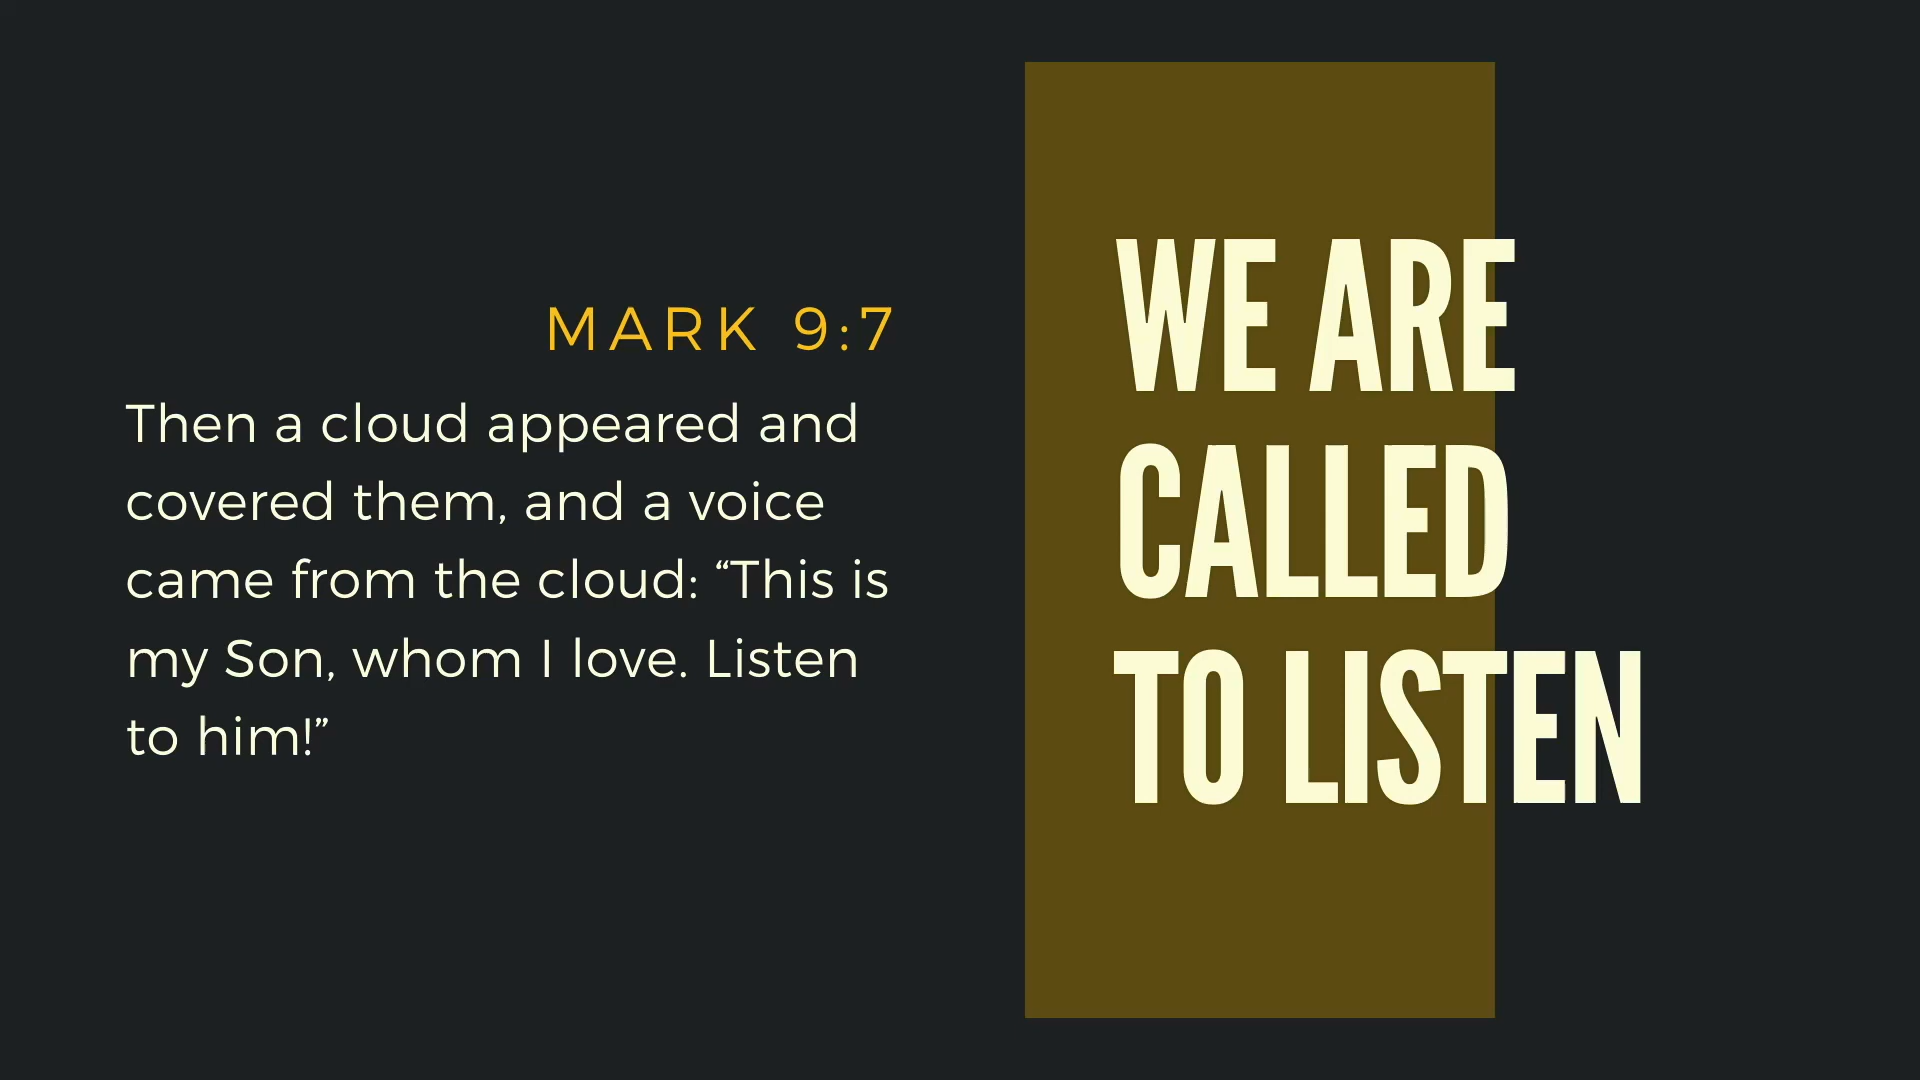 MARK 9:7
Then a cloud appeared and
covered them, and a voice
came from the cloud: “This is
my Son, whom I love. Listen
to him!”
WE ARE
CALLED
TO LISTEN